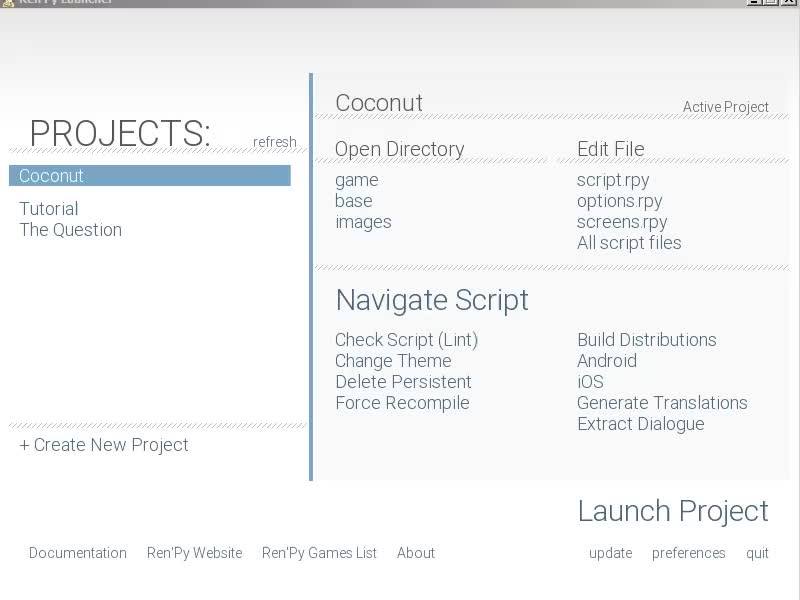 Ren'Py Launcher
PROJECTS:
refresh
Coconut
Tutorial
The Question
+ Create New Project
Coconut
Active Project
Open Directory
game
base
images
Edit File
script.rpy
options.rpy
screens.rpy
All script files
Navigate Script
Check Script (Lint)
Change Theme
Delete Persistent
Force Recompile
Build Distributions
Android
iOS
Generate Translations
Extract Dialogue
Launch Project
Documentation
Ren'Py Website
Ren'Py Games List
About
update
preferences
quit